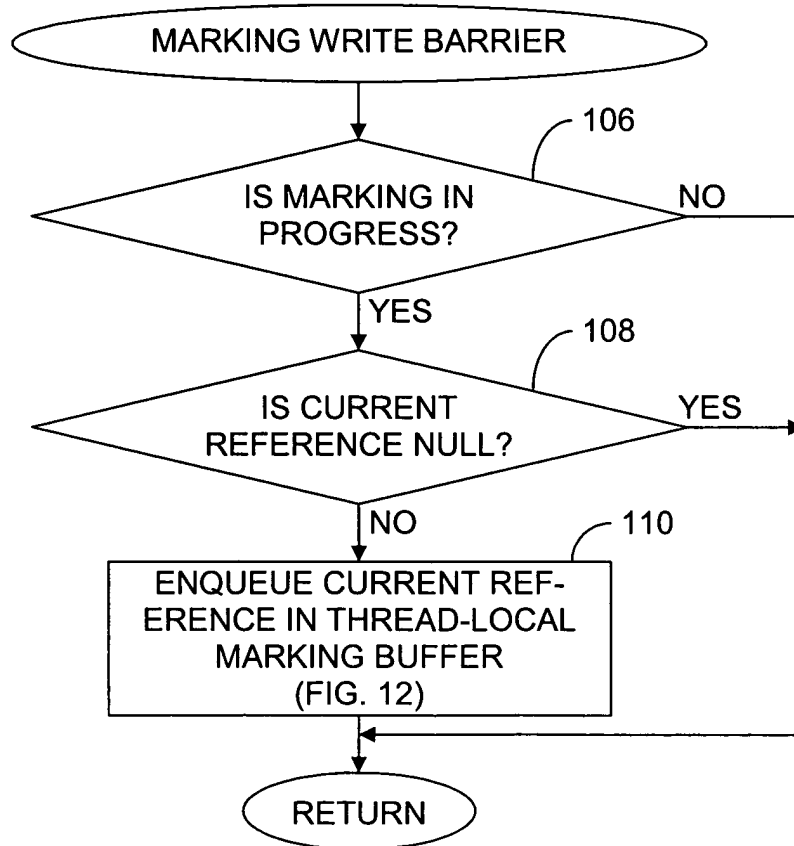 MARKING WRITE BARRIER
106
IS MARKING IN
PROGRESS?
NO
YES
108
IS CURRENT
REFERENCE NULL?
YES
NO
110
ENQUEUE CURRENT REF-
ERENCE IN THREAD-LOCAL
MARKING BUFFER
(FIG. 12)
RETURN